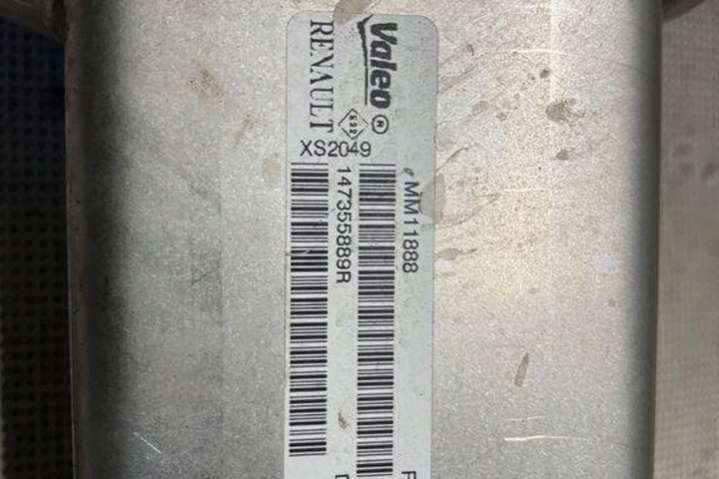 Valeo ®
RENAULT
XS2049
MM11888
147355889R